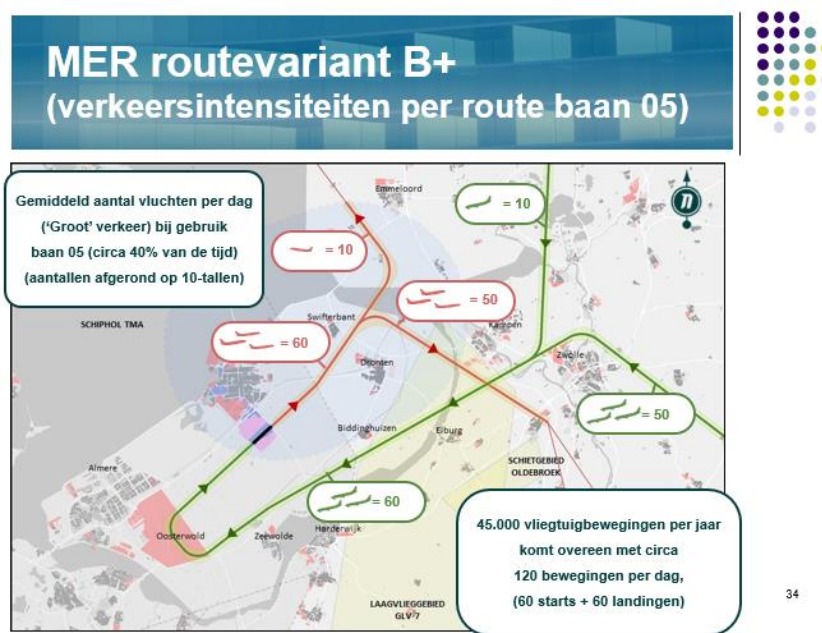 MER routevariant B+
(verkeersintensiteiten per route baan 05)
Gemiddeld aantal vluchten per dag
('Groot' verkeer) bij gebruik
baan 05 (circa 40% van de tijd)
(aantallen afgerond op 10-tallen)
Emmeloord
= 10
n
= 10
SCHIPHOL TMA
Swifterbant
= 50
Kampen
= 60
Dronten
Zwolle
= 50
Biddinghuizen
Elburg
SCHIETGEBIED
OLDEBROEK
Almere
= 60
Oosterwold
Zeewolde
Harderwijk
45.000 vliegtuigbewegingen per jaar
komt overeen met circa
120 bewegingen per dag,
(60 starts + 60 landingen)
LAAGVLIEGGEBIED
GLV-7
34